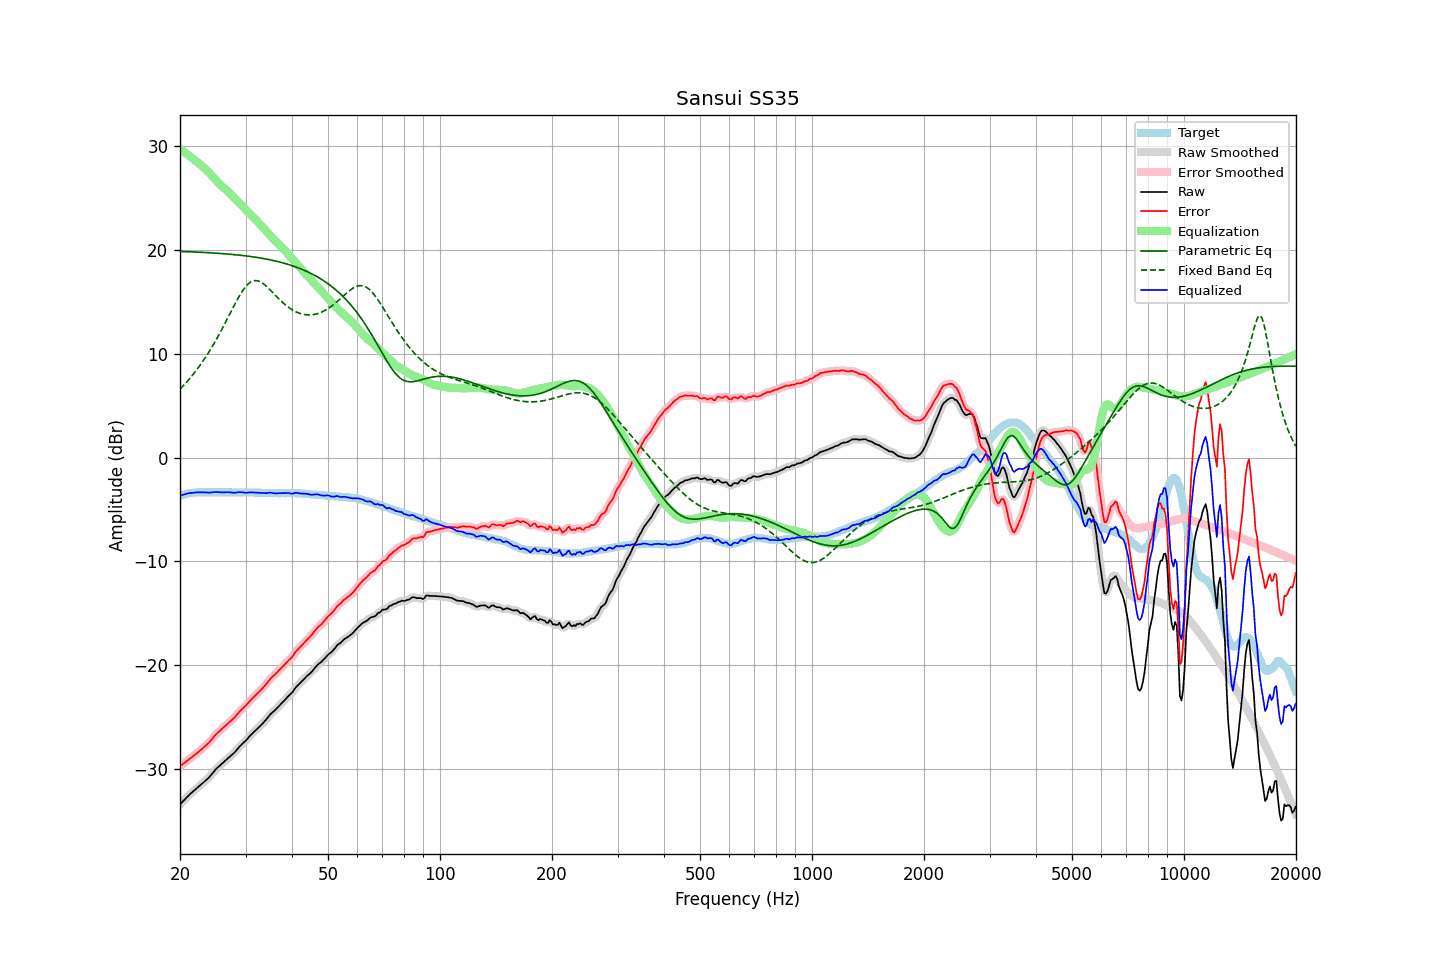 Sansui SS35
30
20
10
0
−10
−20
−30
Amplitude (dBr)
Target
Raw Smoothed
Error Smoothed
Raw
Error
Equalization
Parametric Eq
Fixed Band Eq
Equalized
20 50 100 200 500 1000 2000 5000 10000 20000
Frequency (Hz)